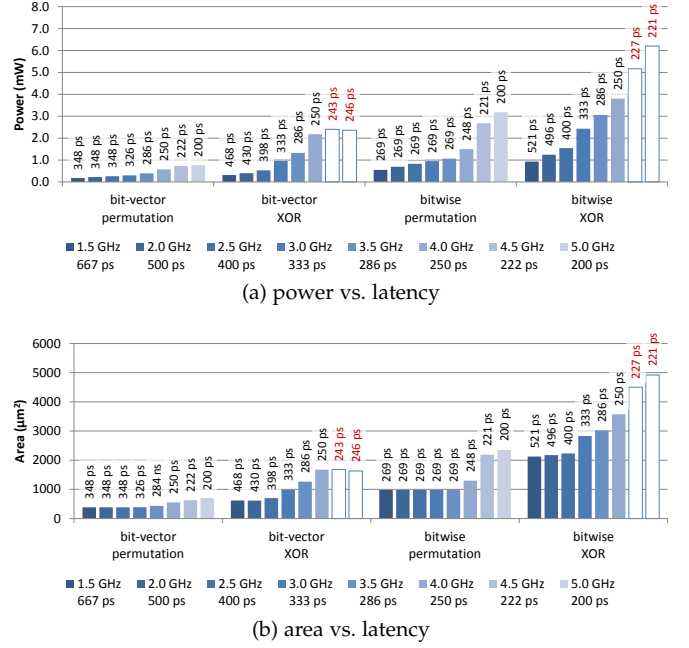 8.0
7.0
6.0
5.0
4.0
3.0
2.0
1.0
0.0
Power (mW)
348 ps 348 ps 348 ps 326 ps 286 ps 250 ps 222 ps 200 ps
468 ps 430 ps 398 ps 333 ps 286 ps 250 ps 243 ps 246 ps
269 ps 269 ps 269 ps 269 ps 269 ps 248 ps 221 ps 200 ps
521 ps 496 ps 400 ps 333 ps 286 ps 250 ps 227 ps 221 ps
bit-vector bit-vector bitwise bitwise
permutation XOR permutation XOR
1.5 GHz 2.0 GHz 2.5 GHz 3.0 GHz 3.5 GHz 4.0 GHz 4.5 GHz 5.0 GHz
667 ps 500 ps 400 ps 333 ps 286 ps 250 ps 222 ps 200 ps
(a) power vs. latency
6000
5000
4000
3000
2000
1000
0
Area (μm²)
348 ps 348 ps 348 ps 326 ps 284 ns 250 ps 222 ps 200 ps
468 ps 430 ps 398 ps 333 ps 286 ps 250 ps 243 ps 246 ps
269 ps 269 ps 269 ps 269 ps 269 ps 248 ps 221 ps 200 ps
521 ps 496 ps 400 ps 333 ps 286 ps 250 ps 227 ps 221 ps
bit-vector bit-vector bitwise bitwise
permutation XOR permutation XOR
1.5 GHz 2.0 GHz 2.5 GHz 3.0 GHz 3.5 GHz 4.0 GHz 4.5 GHz 5.0 GHz
667 ps 500 ps 400 ps 333 ps 286 ps 250 ps 222 ps 200 ps
(b) area vs. latency